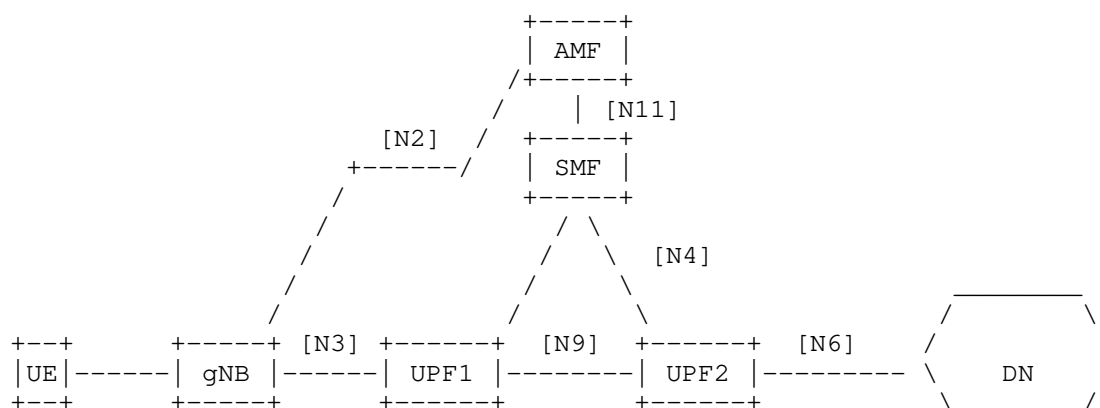 AMF
[N11]
[N2]
SMF
[N4]
[N3] [N9] [N6]
UE gNB UPF1 UPF2 DN